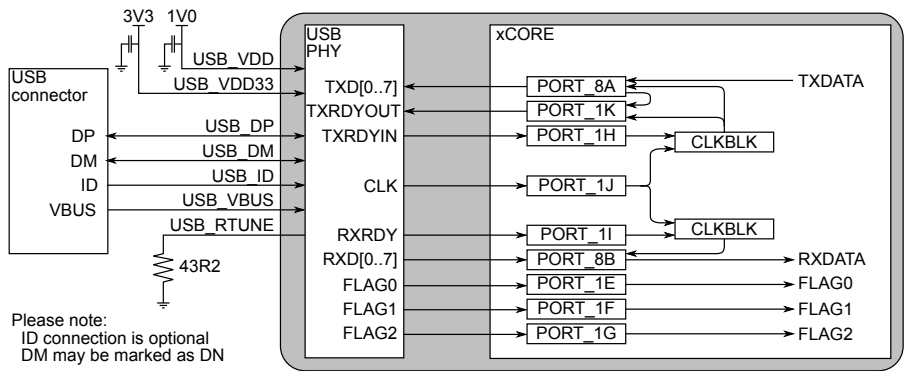 3V3 1V0
USB_VDD
USB_VDD33
USB
connector
DP
DM
ID
VBUS
USB_DP
USB_DM
USB_ID
USB_VBUS
USB_RTUNE
43R2
Please note:
ID connection is optional
DM may be marked as DN
USB
PHY
TXD[0..7]
TXRDYOUT
TXRDYIN
CLK
RXRDY
RXD[0..7]
FLAG0
FLAG1
FLAG2
xCORE
PORT_8A
PORT_1K
PORT_1H
PORT_1J
PORT_1I
PORT_8B
PORT_1E
PORT_1F
PORT_1G
CLKBLK
CLKBLK
TXDATA
RXDATA
FLAG0
FLAG1
FLAG2